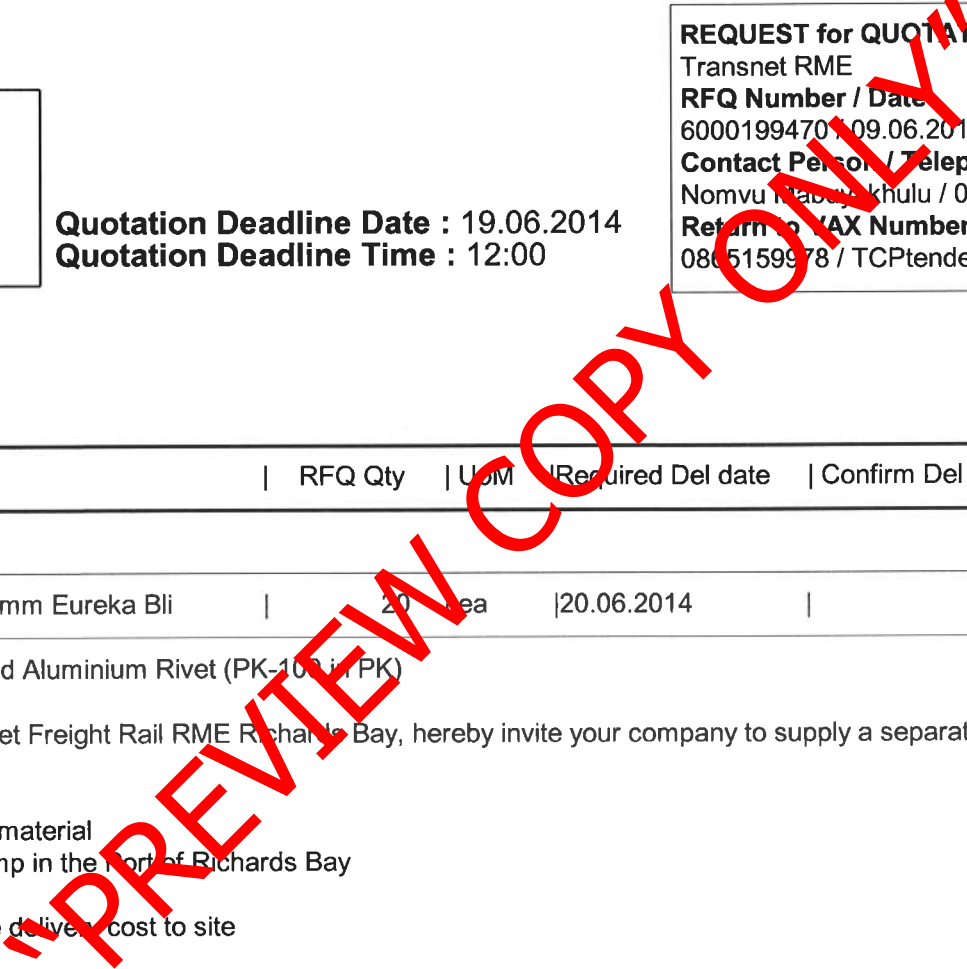 REQUEST for QUOTAT
Transnet RME
RFQ Number / Date
6000199470 / 09.06.201
Contact Person / Telep
Nomvu khulu / 0
Return to Number
78 / TCPtende
Quotation Deadline Date : 19.06.2014
Quotation Deadline Time : 12:00
| RFQ Qty | UoM |Required Del date | Confirm Del
mm Eureka Bli | 20 ea |20.06.2014 |
d Aluminium Rivet (PK-100 in PK)
et Freight Rail RME Richards Bay, hereby invite your company to supply a separat
material
mp in the Port of Richards Bay
e delivery cost to site
"PREVIEW COPY ONLY"